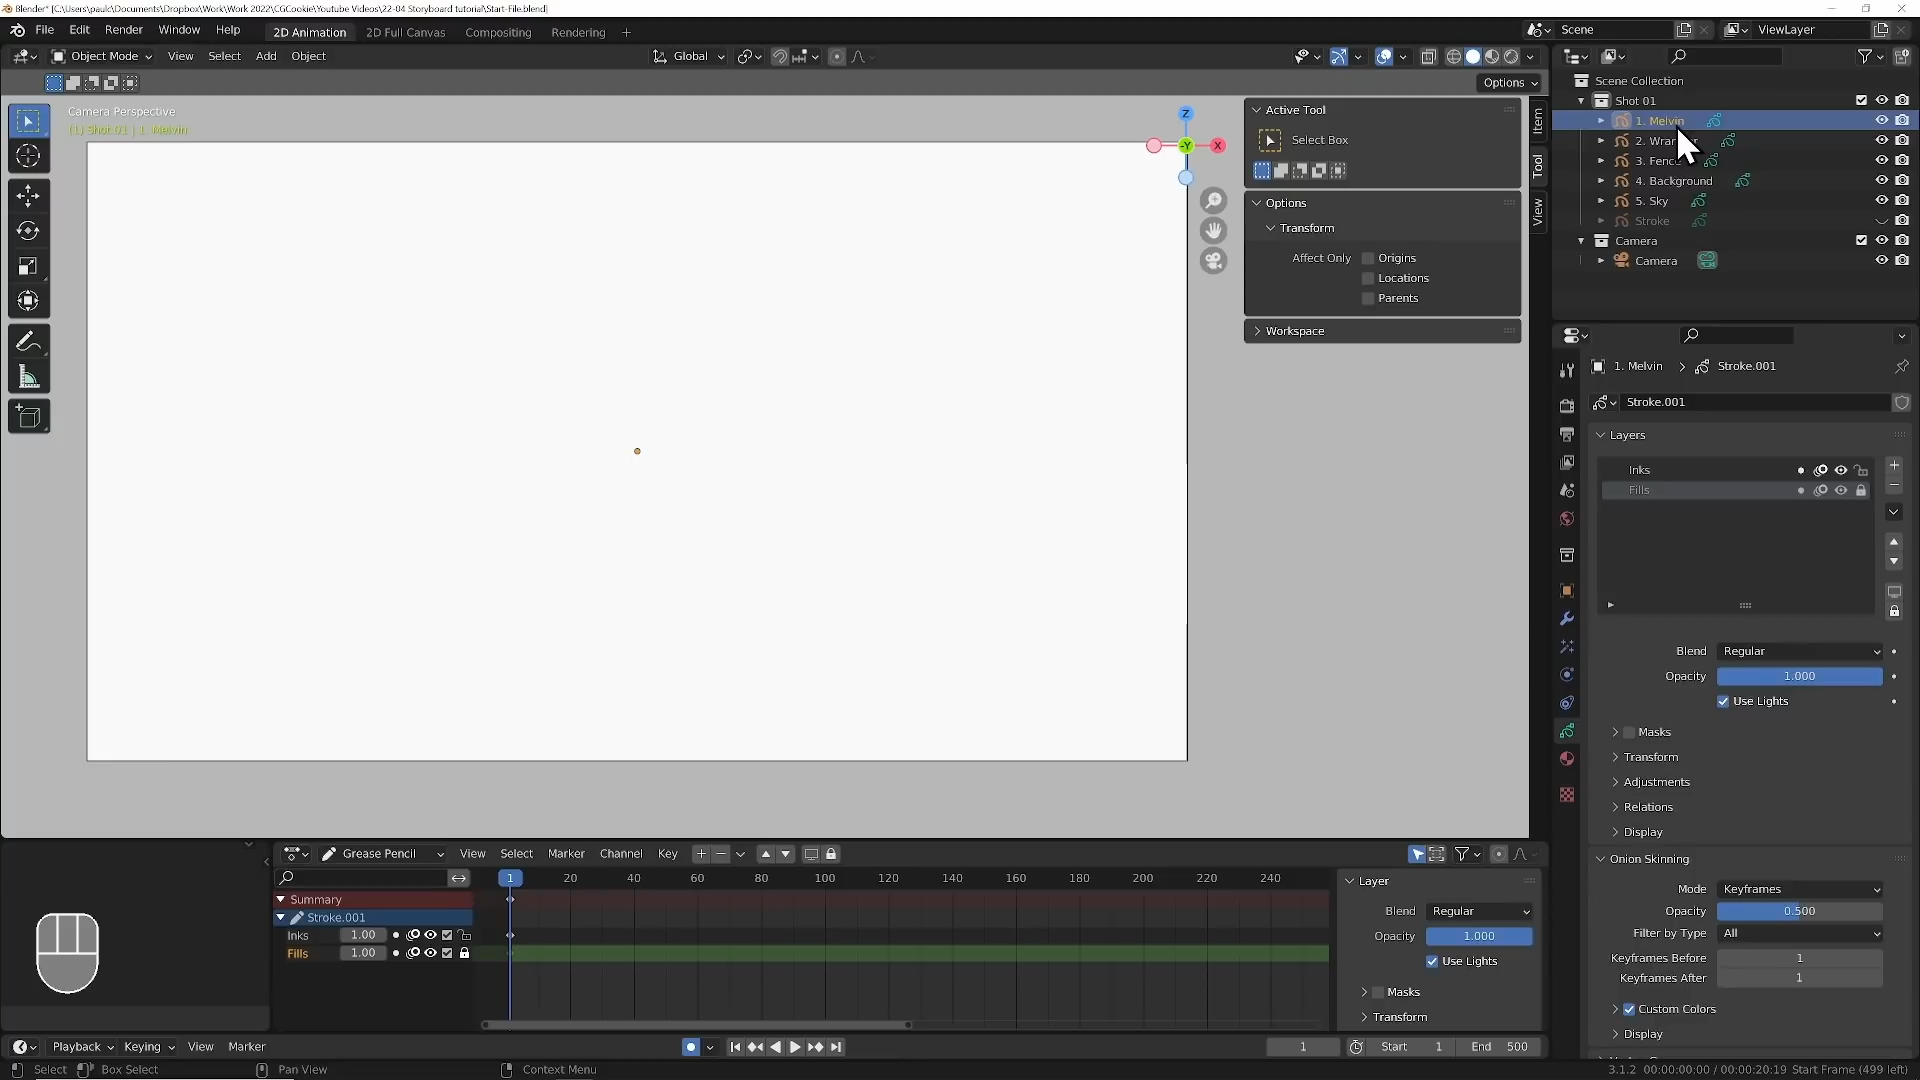 Blender* [C:\Users\paulc\Documents\Dropbox\Work\Work 2022\CGCookie\Youtube Videos\22-04 Storyboard tutorial\Start-File.blend]
File Edit Render Window Help 2D Animation 2D Full Canvas Compositing Rendering + Scene ViewLayer
Object Mode View Select Add Object Global
Options
Camera Perspective
(1) Shot 01 | 1. Melvin
Z
-Y X
Active Tool
Select Box
Options
Transform
Affect Only Origins
Locations
Parents
Workspace
Item
Tool
View
Scene Collection
Shot 01
1. Melvin
2. Wran
3. Fence
4. Background
5. Sky
Stroke
Camera
Camera
1. Melvin > Stroke.001
Stroke.001
Layers
Inks
Fills
Blend Regular
Opacity 1.000
Use Lights
Masks
Transform
Adjustments
Relations
Display
Onion Skinning
Mode Keyframes
Opacity 0.500
Filter by Type All
Keyframes Before 1
Keyframes After 1
Custom Colors
Display
Grease Pencil View Select Marker Channel Key
1 20 40 60 80 100 120 140 160 180 200 220 240
Summary
Stroke.001
Inks 1.00
Fills 1.00
Layer
Blend Regular
Opacity 1.000
Use Lights
Masks
Transform
Playback Keying View Marker 1 Start 1 End 500
Select Box Select Pan View Context Menu 3.1.2 00:00:00:00 / 00:00:20:19 Start Frame (499 left)